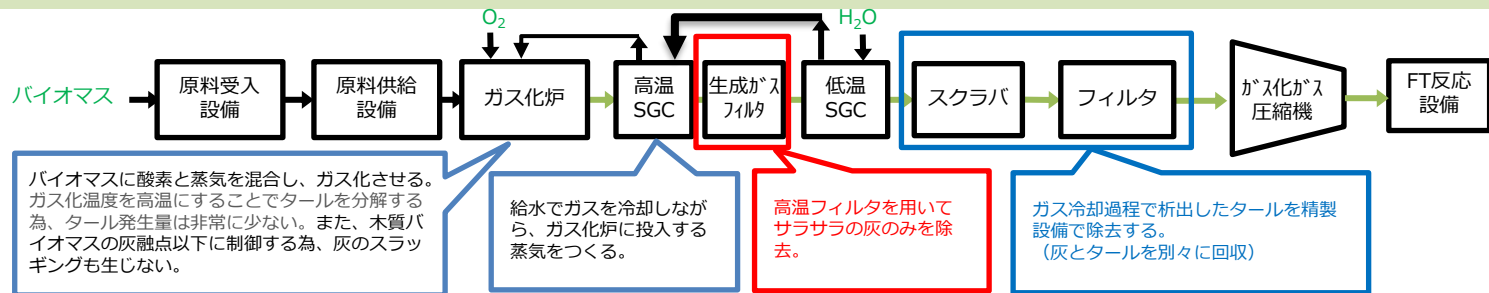 O₂
H₂O
バイオマス
原料受入
設備
原料供給
設備
ガス化炉
高温
SGC
生成ｶﾞｽ
ﾌｨﾙﾀ
低温
SGC
スクラバ
フィルタ
ｶﾞｽ化ｶﾞｽ
圧縮機
FT反応
設備
バイオマスに酸素と蒸気を混合し、ガス化させる。
ガス化温度を高温にすることでタールを分解する
為、タール発生量は非常に少ない。また、木質バ
イオマスの灰融点以下に制御する為、灰のスラッ
ギングも生じない。
給水でガスを冷却しなが
ら、ガス化炉に投入する
蒸気をつくる。
高温フィルタを用いて
サラサラの灰のみを除
去。
ガス冷却過程で析出したタールを精製
設備で除去する。
（灰とタールを別々に回収）